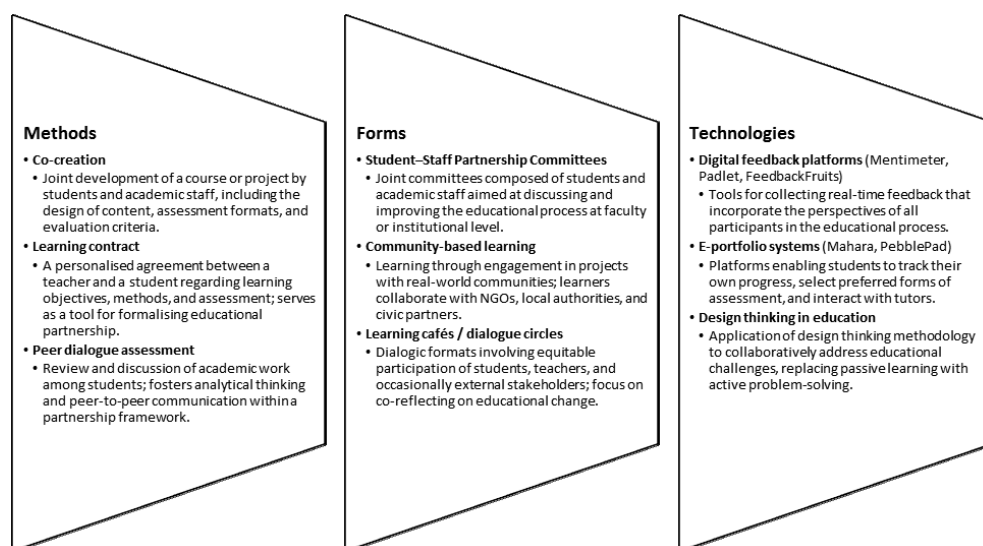 Methods
• Co-creation
• Joint development of a course or project by
students and academic staff, including the
design of content, assessment formats, and
evaluation criteria.
• Learning contract
• A personalised agreement between a
teacher and a student regarding learning
objectives, methods, and assessment; serves
as a tool for formalising educational
partnership.
• Peer dialogue assessment
• Review and discussion of academic work
among students; fosters analytical thinking
and peer-to-peer communication within a
partnership framework.
Forms
• Student–Staff Partnership Committees
• Joint committees composed of students and
academic staff aimed at discussing and
improving the educational process at faculty
or institutional level.
• Community-based learning
• Learning through engagement in projects
with real-world communities; learners
collaborate with NGOs, local authorities, and
civic partners.
• Learning cafés / dialogue circles
• Dialogic formats involving equitable
participation of students, teachers, and
occasionally external stakeholders; focus on
co-reflecting on educational change.
Technologies
• Digital feedback platforms (Mentimeter,
Padlet, FeedbackFruits)
• Tools for collecting real-time feedback that
incorporate the perspectives of all
participants in the educational process.
• E-portfolio systems (Mahara, PebblePad)
• Platforms enabling students to track their
own progress, select preferred forms of
assessment, and interact with tutors.
• Design thinking in education
• Application of design thinking methodology
to collaboratively address educational
challenges, replacing passive learning with
active problem-solving.